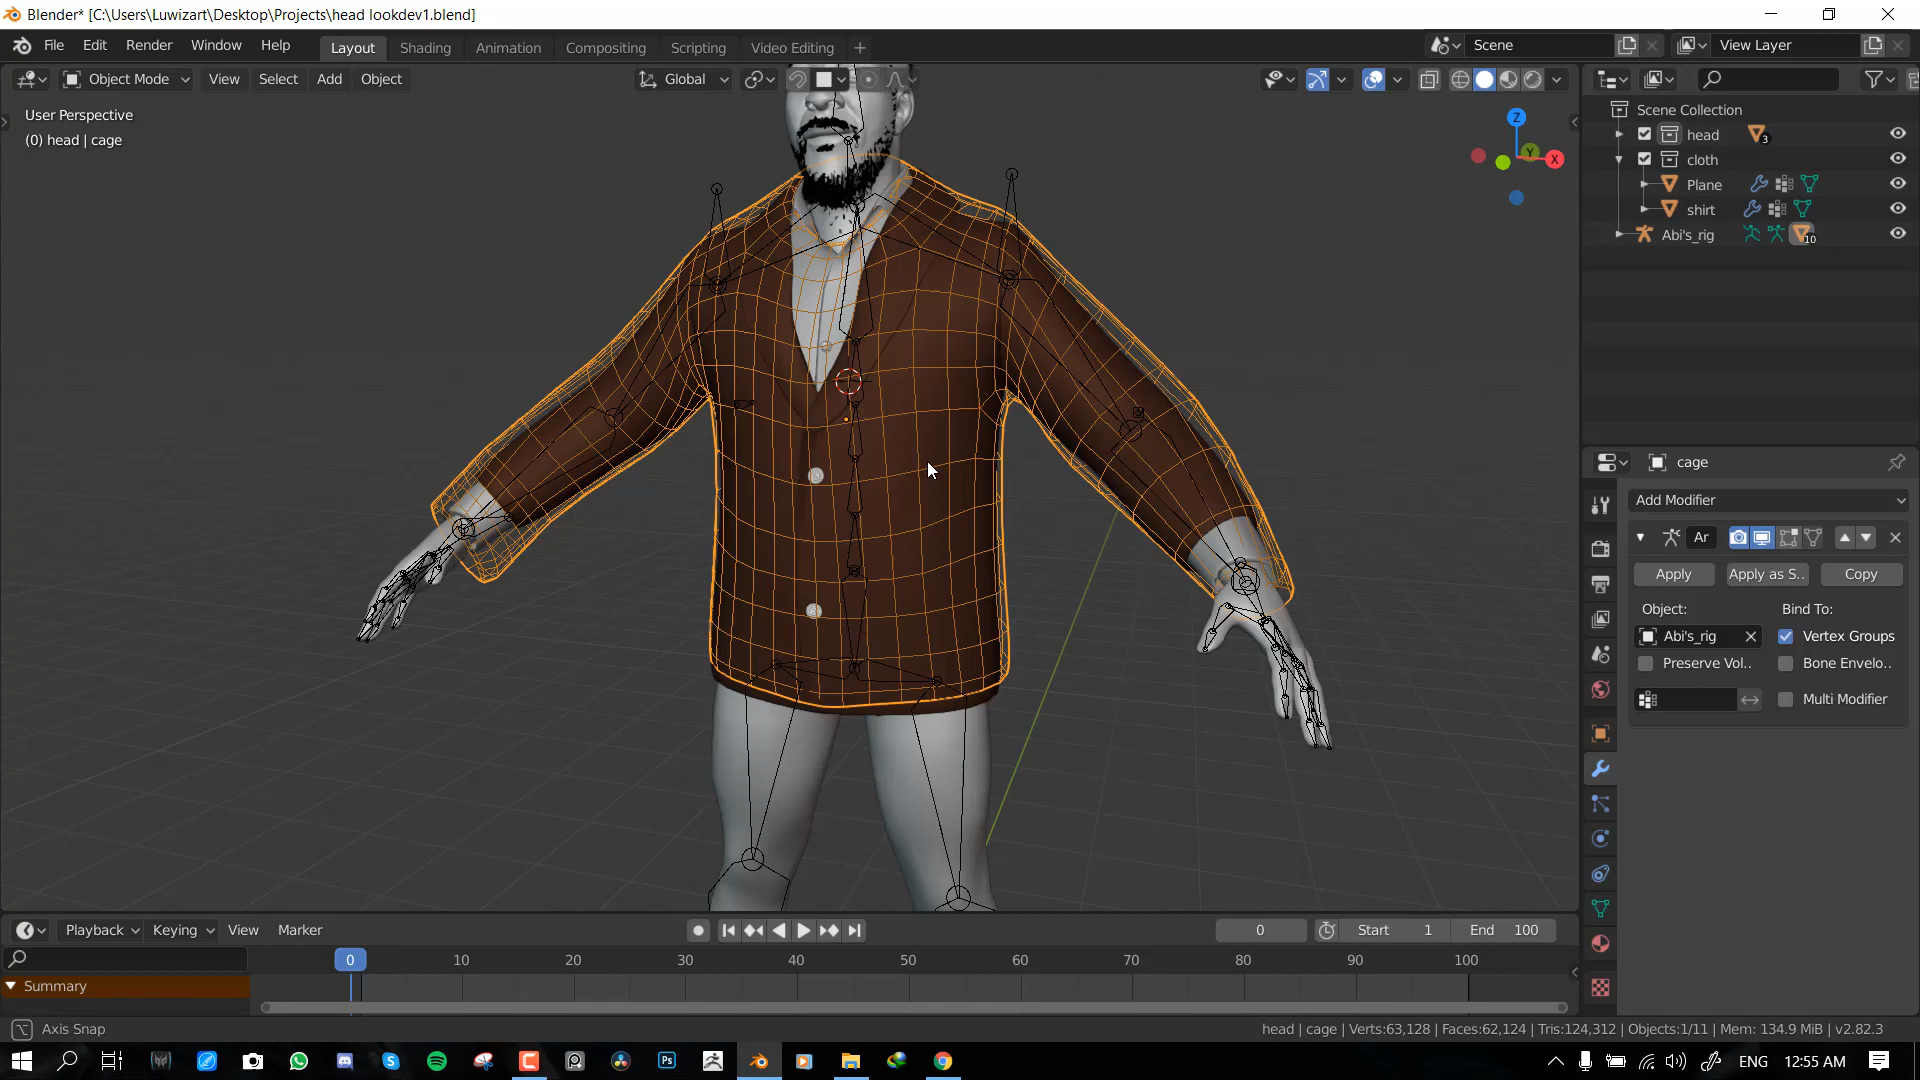 Blender* [C:\Users\Luwizart\Desktop\Projects\head lookdev1.blend]
File Edit Render Window Help Layout Shading Animation Compositing Scripting Video Editing + Scene View Layer
Object Mode View Select Add Object Global
User Perspective
(0) head | cage
Z
Y
X
Scene Collection
head 3
cloth
Plane
shirt
Abi's_rig 10
cage
Add Modifier
Ar
Apply Apply as S.. Copy
Object: Bind To:
Abi's_rig Vertex Groups
Preserve Vol.. Bone Envelo..
Multi Modifier
Playback Keying View Marker 0 Start 1 End 100
0 10 20 30 40 50 60 70 80 90 100
Summary
Axis Snap head | cage | Verts:63,128 | Faces:62,124 | Tris:124,312 | Objects:1/11 | Mem: 134.9 MiB | v2.82.3
Ps ENG 12:55 AM